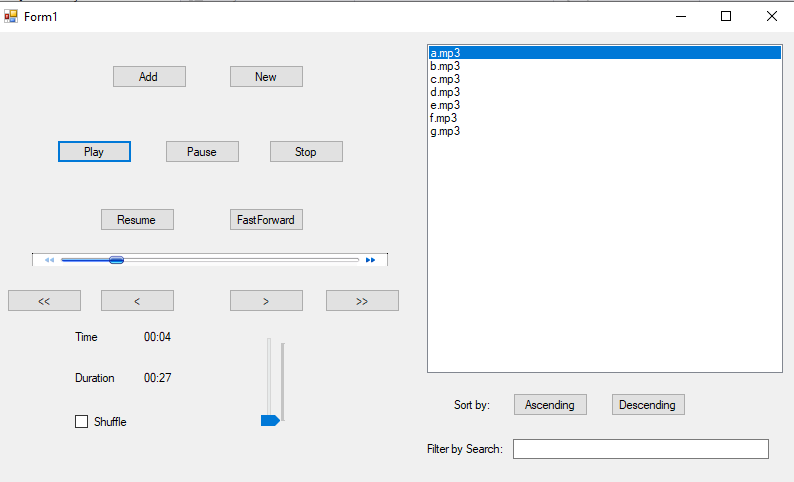 Form1
Add
New
Play
Pause
Stop
Resume
FastForward
<<
<
>
>>
Time 00:04
Duration 00:27
Shuffle
a.mp3
b.mp3
c.mp3
d.mp3
e.mp3
f.mp3
g.mp3
Sort by: Ascending Descending
Filter by Search: